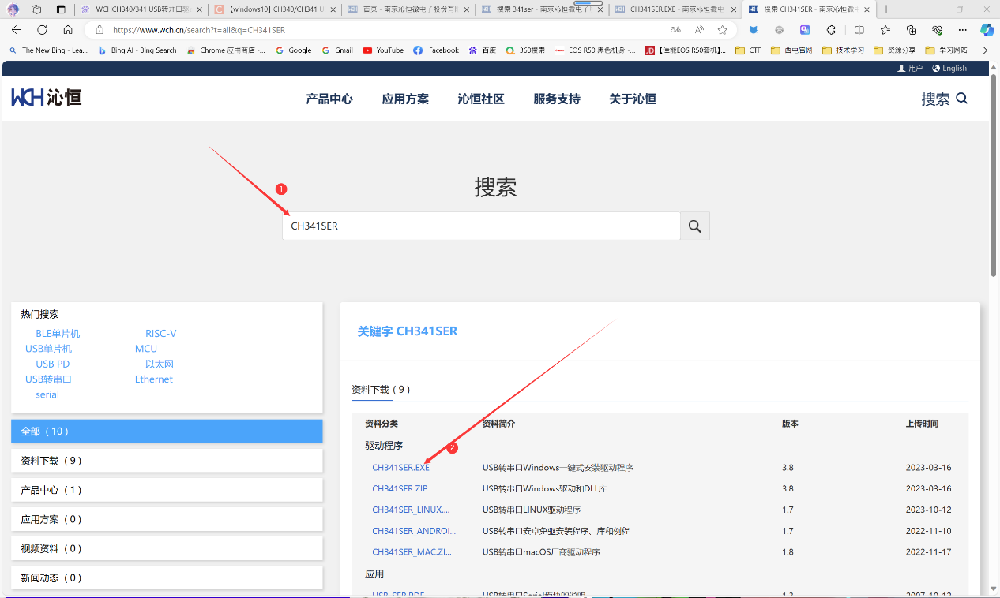 WCHCH340/341 USB转并口驱
【windows10】CH340/CH341 U
首页 - 南京沁恒微电子股份有限
搜索 341ser - 南京沁恒微电子
CH341SER.EXE - 南京沁恒微电
搜索 CH341SER - 南京沁恒微电
https://www.wch.cn/search?t=all&q=CH341SER
The New Bing - Lea...
Bing AI - Bing Search
Chrome 应用商店 -...
Google
Gmail
YouTube
Facebook
百度
360搜索
EOS R50 黑色机身 -...
【佳能EOS R50套机】...
CTF
西电官网
技术学习
资源分享
学习网站
用户 English
WCH 沁恒
产品中心 应用方案 沁恒社区 服务支持 关于沁恒
搜索
1
搜索
CH341SER
热门搜索
BLE单片机 RISC-V
USB单片机 MCU
USB PD 以太网
USB转串口 Ethernet
serial
全部 ( 10 )
资料下载 ( 9 )
产品中心 ( 1 )
应用方案 ( 0 )
视频资料 ( 0 )
新闻动态 ( 0 )
关键字 CH341SER
资料下载 ( 9 )
资料分类 资料简介 版本 上传时间
驱动程序
2
CH341SER.EXE USB转串口Windows一键式安装驱动程序 3.8 2023-03-16
CH341SER.ZIP USB转串口Windows驱动和DLL库 3.8 2023-03-16
CH341SER_LINUX.... USB转串口LINUX驱动程序 1.7 2023-10-12
CH341SER_ANDROI... USB转串口安卓免驱安装程序、库和例程 1.7 2022-11-10
CH341SER_MAC.ZI... USB转串口macOS厂商驱动程序 1.8 2022-11-17
应用